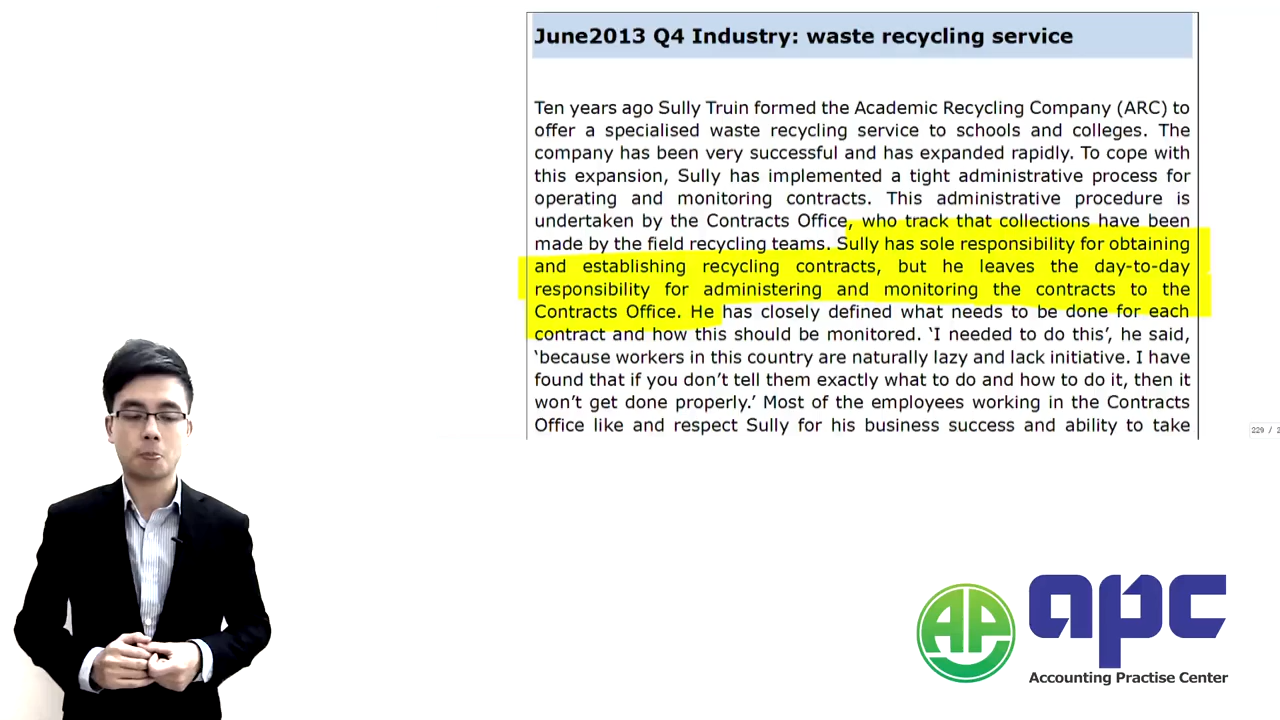 June2013 Q4 Industry: waste recycling service
Ten years ago Sully Truin formed the Academic Recycling Company (ARC) to
offer a specialised waste recycling service to schools and colleges. The
company has been very successful and has expanded rapidly. To cope with
this expansion, Sully has implemented a tight administrative process for
operating and monitoring contracts. This administrative procedure is
undertaken by the Contracts Office, who track that collections have been
made by the field recycling teams. Sully has sole responsibility for obtaining
and establishing recycling contracts, but he leaves the day-to-day
responsibility for administering and monitoring the contracts to the
Contracts Office. He has closely defined what needs to be done for each
contract and how this should be monitored. ‘I needed to do this’, he said,
‘because workers in this country are naturally lazy and lack initiative. I have
found that if you don’t tell them exactly what to do and how to do it, then it
won’t get done properly.’ Most of the employees working in the Contracts
Office like and respect Sully for his business success and ability to take
229 / 2
AP
apc
Accounting Practise Center